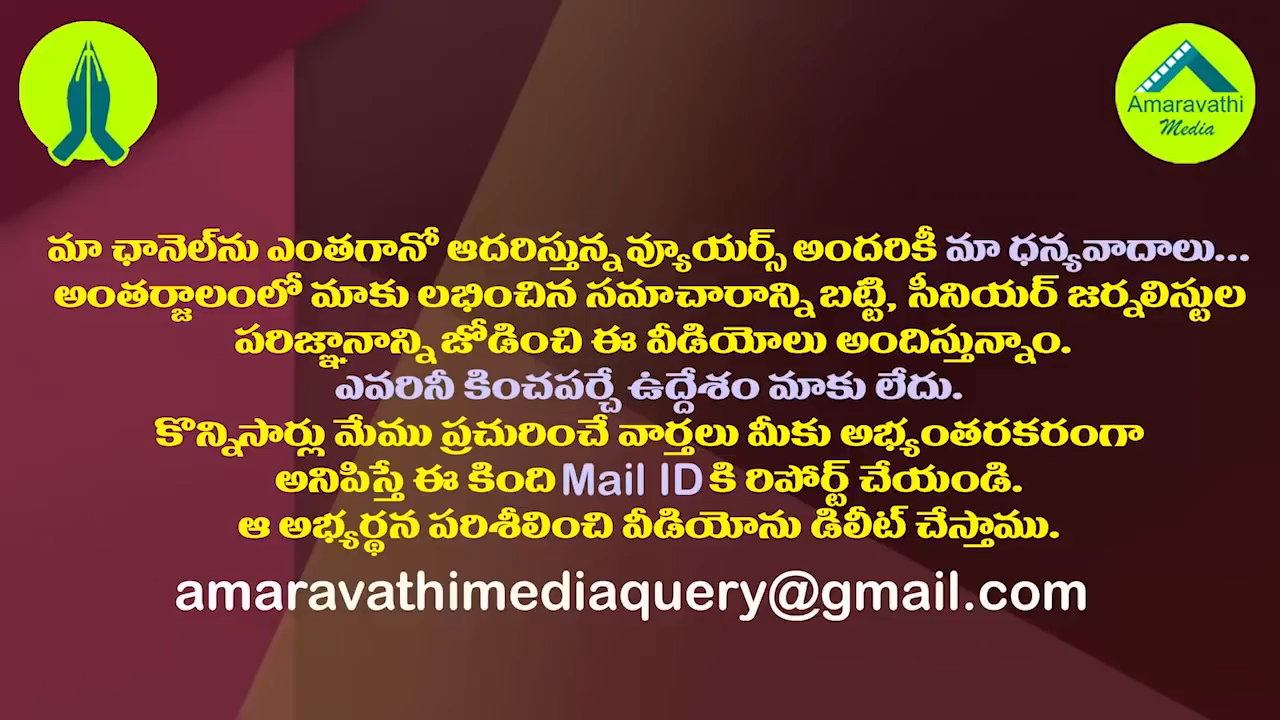 Amaravathi
Media
మా ఛానెల్‌ను ఎంతగానో ఆదరిస్తున్న వ్యూయర్స్ అందరికీ మా ధన్యవాదాలు...
అంతర్జాలంలో మాకు లభించిన సమాచారాన్ని బట్టి, సీనియర్ జర్నలిస్టుల
పరిజ్ఞానాన్ని జోడించి ఈ వీడియోలు అందిస్తున్నాం.
ఎవరినీ కించపర్చే ఉద్దేశం మాకు లేదు.
కొన్నిసార్లు మేము ప్రచురించే వార్తలు మీకు అభ్యంతరకరంగా
అనిపిస్తే ఈ కింది Mail ID కి రిపోర్ట్ చేయండి.
ఆ అభ్యర్థన పరిశీలించి వీడియోను డిలీట్ చేస్తాము.
amaravathimediaquery@gmail.com